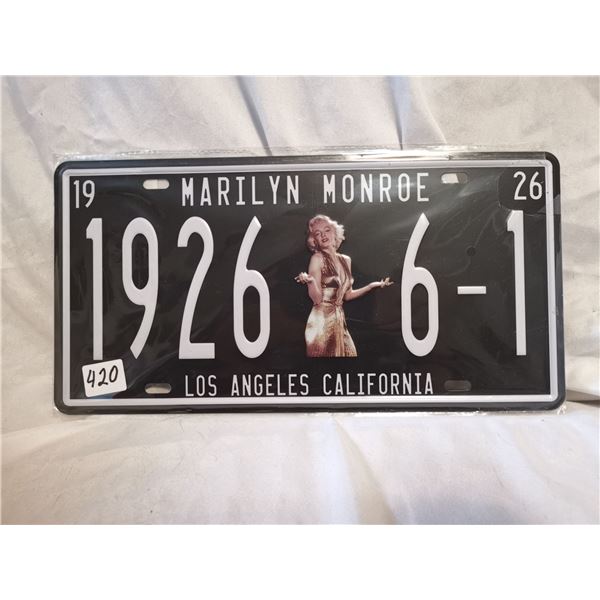 19 MARILYN MONROE 26
1926 6-1
420
LOS ANGELES CALIFORNIA